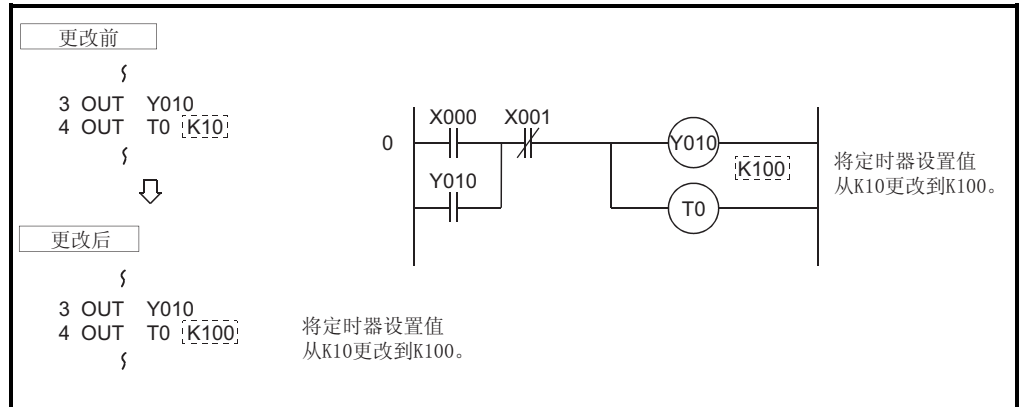 更改前
3 OUT Y010
4 OUT T0 K10
更改后
3 OUT Y010
4 OUT T0 K100
将定时器设置值
从K10更改到K100。
X000 X001
0
Y010
Y010
K100
T0
将定时器设置值
从K10更改到K100。